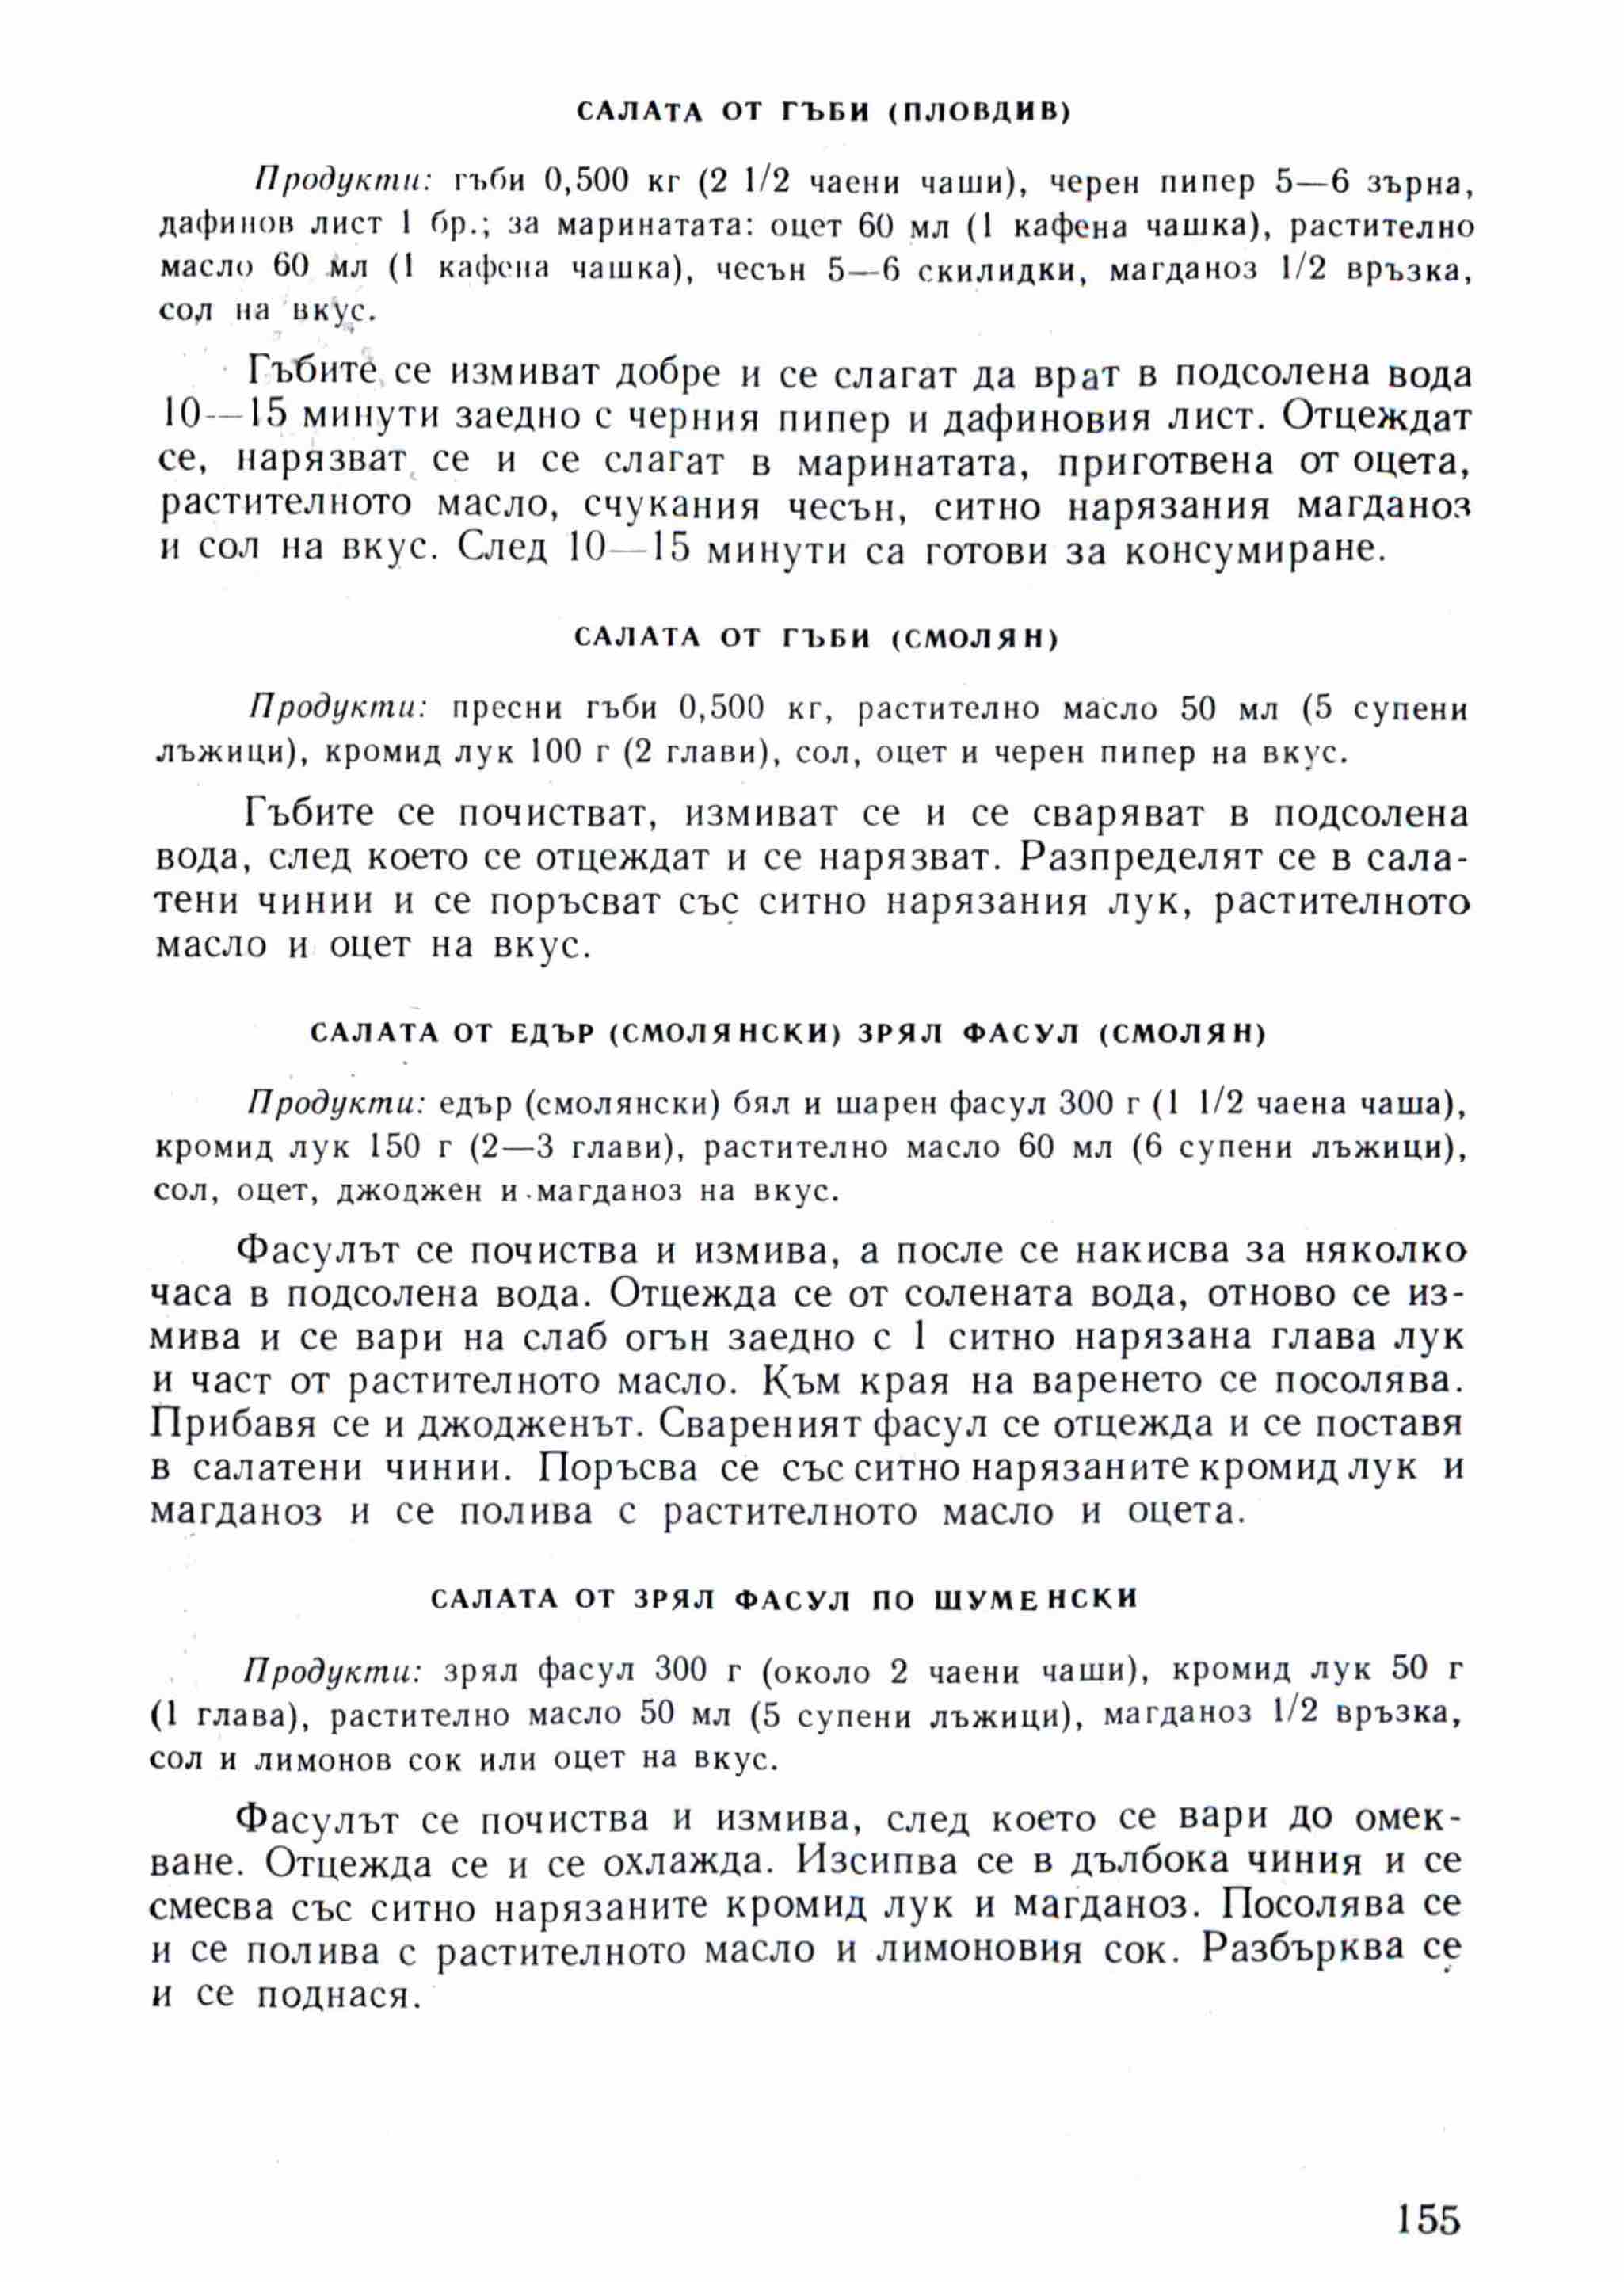 САЛАТА ОТ ГЪБИ (ПЛОВДИВ)
Продукти: гъби 0,500 кг (2 1/2 чаени чаши), черен пипер 5—6 зърна,
дафинов лист 1 бр.; за маринатата: оцет 60 мл (1 кафена чашка), растително
масло 60 мл (1 кафена чашка), чесън 5—6 скилидки, магданоз 1/2 връзка,
сол на вкус.
Гъбите се измиват добре и се слагат да врат в подсолена вода
10—15 минути заедно с черния пипер и дафиновия лист. Отцеждат
се, нарязват се и се слагат в маринатата, приготвена от оцета,
растителното масло, счукания чесън, ситно нарязания магданоз
и сол на вкус. След 10—15 минути са готови за консумиране.
САЛАТА ОТ ГЪБИ (СМОЛЯН)
Продукти: пресни гъби 0,500 кг, растително масло 50 мл (5 супени
лъжици), кромид лук 100 г (2 глави), сол, оцет и черен пипер на вкус.
Гъбите се почистват, измиват се и се сваряват в подсолена
вода, след което се отцеждат и се нарязват. Разпределят се в сала-
тени чинии и се поръсват със ситно нарязания лук, растителното
масло и оцет на вкус.
САЛАТА ОТ ЕДЪР (СМОЛЯНСКИ) ЗРЯЛ ФАСУЛ (СМОЛЯН)
Продукти: едър (смолянски) бял и шарен фасул 300 г (1 1/2 чаена чаша),
кромид лук 150 г (2—3 глави), растително масло 60 мл (6 супени лъжици),
сол, оцет, джоджен и магданоз на вкус.
Фасулът се почиства и измива, а после се накисва за няколко
часа в подсолена вода. Отцежда се от солената вода, отново се из-
мива и се вари на слаб огън заедно с 1 ситно нарязана глава лук
и част от растителното масло. Към края на варенето се посолява.
Прибавя се и джодженът. Свареният фасул се отцежда и се поставя
в салатени чинии. Поръсва се със ситно нарязаните кромид лук и
магданоз и се полива с растителното масло и оцета.
САЛАТА ОТ ЗРЯЛ ФАСУЛ ПО ШУМЕНСКИ
Продукти: зрял фасул 300 г (около 2 чаени чаши), кромид лук 50 г
(1 глава), растително масло 50 мл (5 супени лъжици), магданоз 1/2 връзка,
сол и лимонов сок или оцет на вкус.
Фасулът се почиства и измива, след което се вари до омек-
ване. Отцежда се и се охлажда. Изсипва се в дълбока чиния и се
смесва със ситно нарязаните кромид лук и магданоз. Посолява се
и се полива с растителното масло и лимоновия сок. Разбърква се
и се поднася.
155